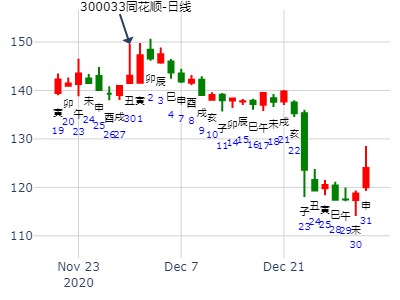 300033同花顺-日线
150
140
130
120
110
寅 卯 午 未 申 酉 戌 丑 寅 卯 辰 巳 申 酉 戌 亥 子 卯 辰 巳 午 未 戌 亥 子 丑 寅 巳 午 未 申
19 20 23 24 25 26 27 30 1 2 3 4 7 8 9 10 11 14 15 16 17 18 21 22 23 24 25 28 29 30 31
Nov 23 Dec 7 Dec 21
2020